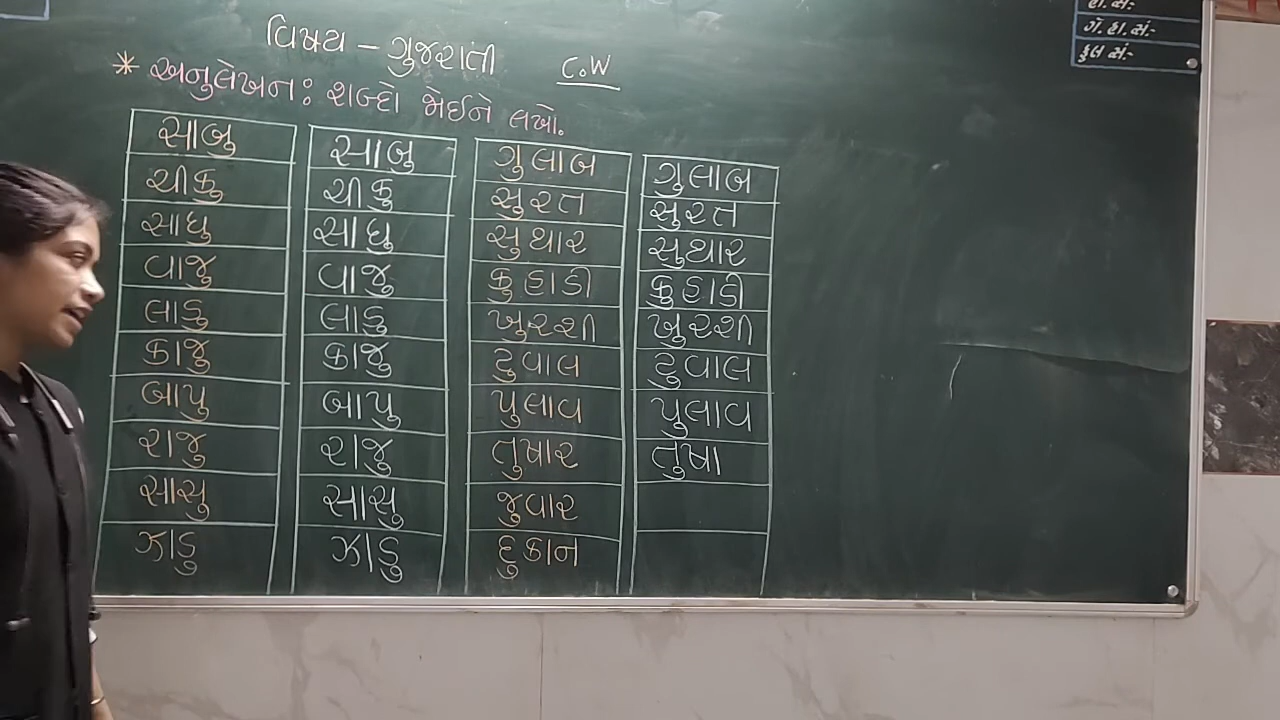 વિષય – ગુજરાતી C.W
* અનુલેખન: શબ્દો જોઈને લખો.
સાબુ સાબુ ગુલાબ ગુલાબ
ચીકુ ચીકુ સુરત સુરત
સાધુ સાધુ સુથાર સુથાર
વાજુ વાજુ કુહાડી કુહાડી
લાડુ લાડુ ખુરશી ખુરશી
કાજુ કાજુ ટુવાલ ટુવાલ
બાપુ બાપુ પુલાવ પુલાવ
રાજુ રાજુ તુષાર તુષા
સાસુ સાસુ જુવાર
ઝાડુ ઝાડુ દુકાન
હા.સં:-
ગે.હા.સં:-
કુલ સં:-